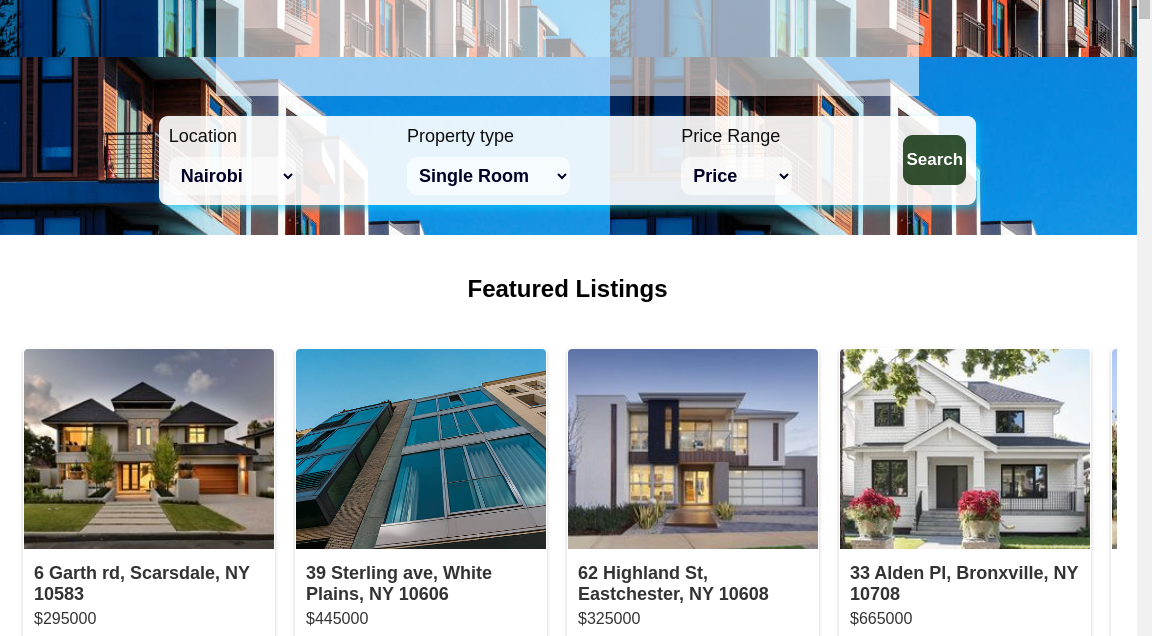 Location
Property type
Price Range
Nairobi
Single Room
Price
Search
Featured Listings
6 Garth rd, Scarsdale, NY
10583
$295000
39 Sterling ave, White
Plains, NY 10606
$445000
62 Highland St,
Eastchester, NY 10608
$325000
33 Alden Pl, Bronxville, NY
10708
$665000